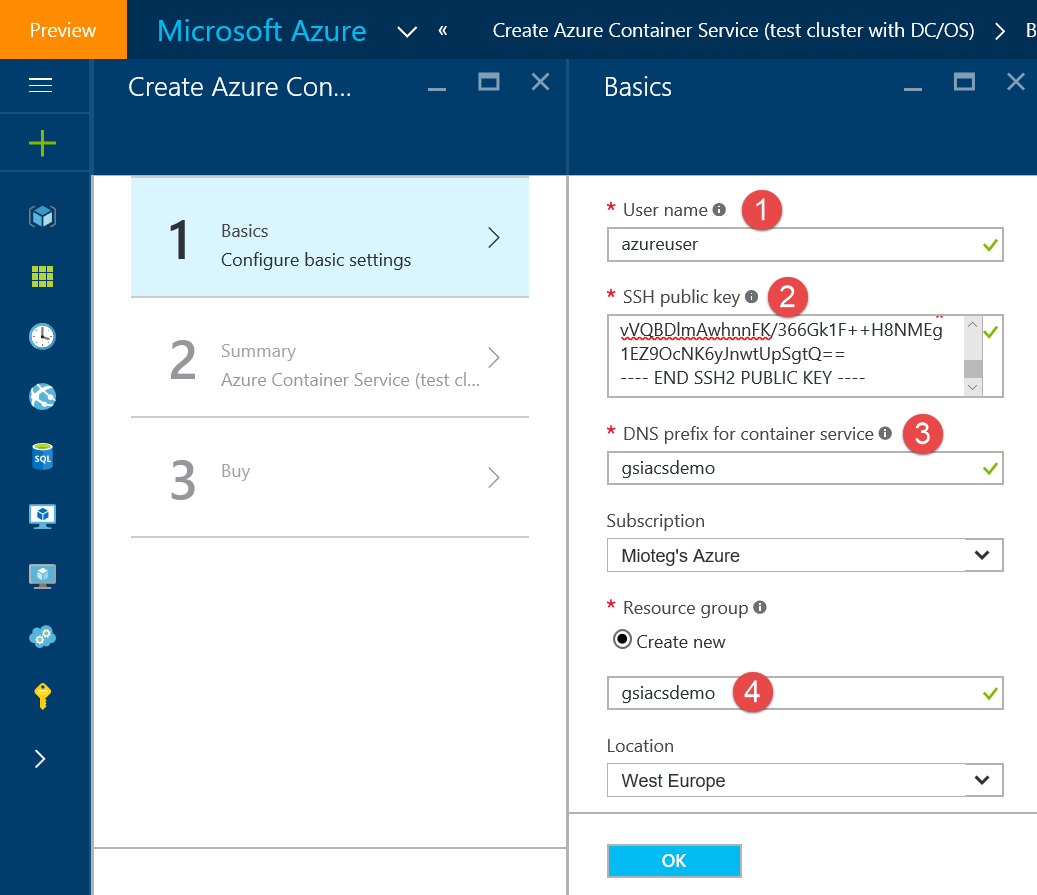 Preview
Microsoft Azure
«
Create Azure Container Service (test cluster with DC/OS) > B
Create Azure Con...
Basics
1
Basics
Configure basic settings
2
Summary
Azure Container Service (test cl...
3
Buy
SQL
* User name 1
azureuser
* SSH public key 2
vVQBDlmAwhnnFK/366Gk1F++H8NMEg
1EZ9OcNK6yJnwtUpSgtQ==
---- END SSH2 PUBLIC KEY ----
* DNS prefix for container service 3
gsiacsdemo
Subscription
Mioteg's Azure
* Resource group
Create new
gsiacsdemo 4
Location
West Europe
OK